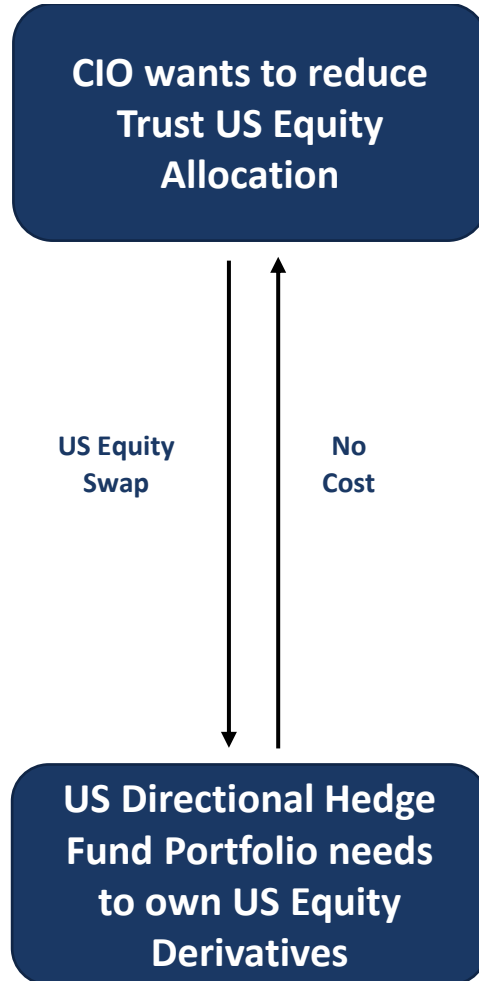 CIO wants to reduce
Trust US Equity
Allocation
US Equity
Swap
No
Cost
US Directional Hedge
Fund Portfolio needs
to own US Equity
Derivatives